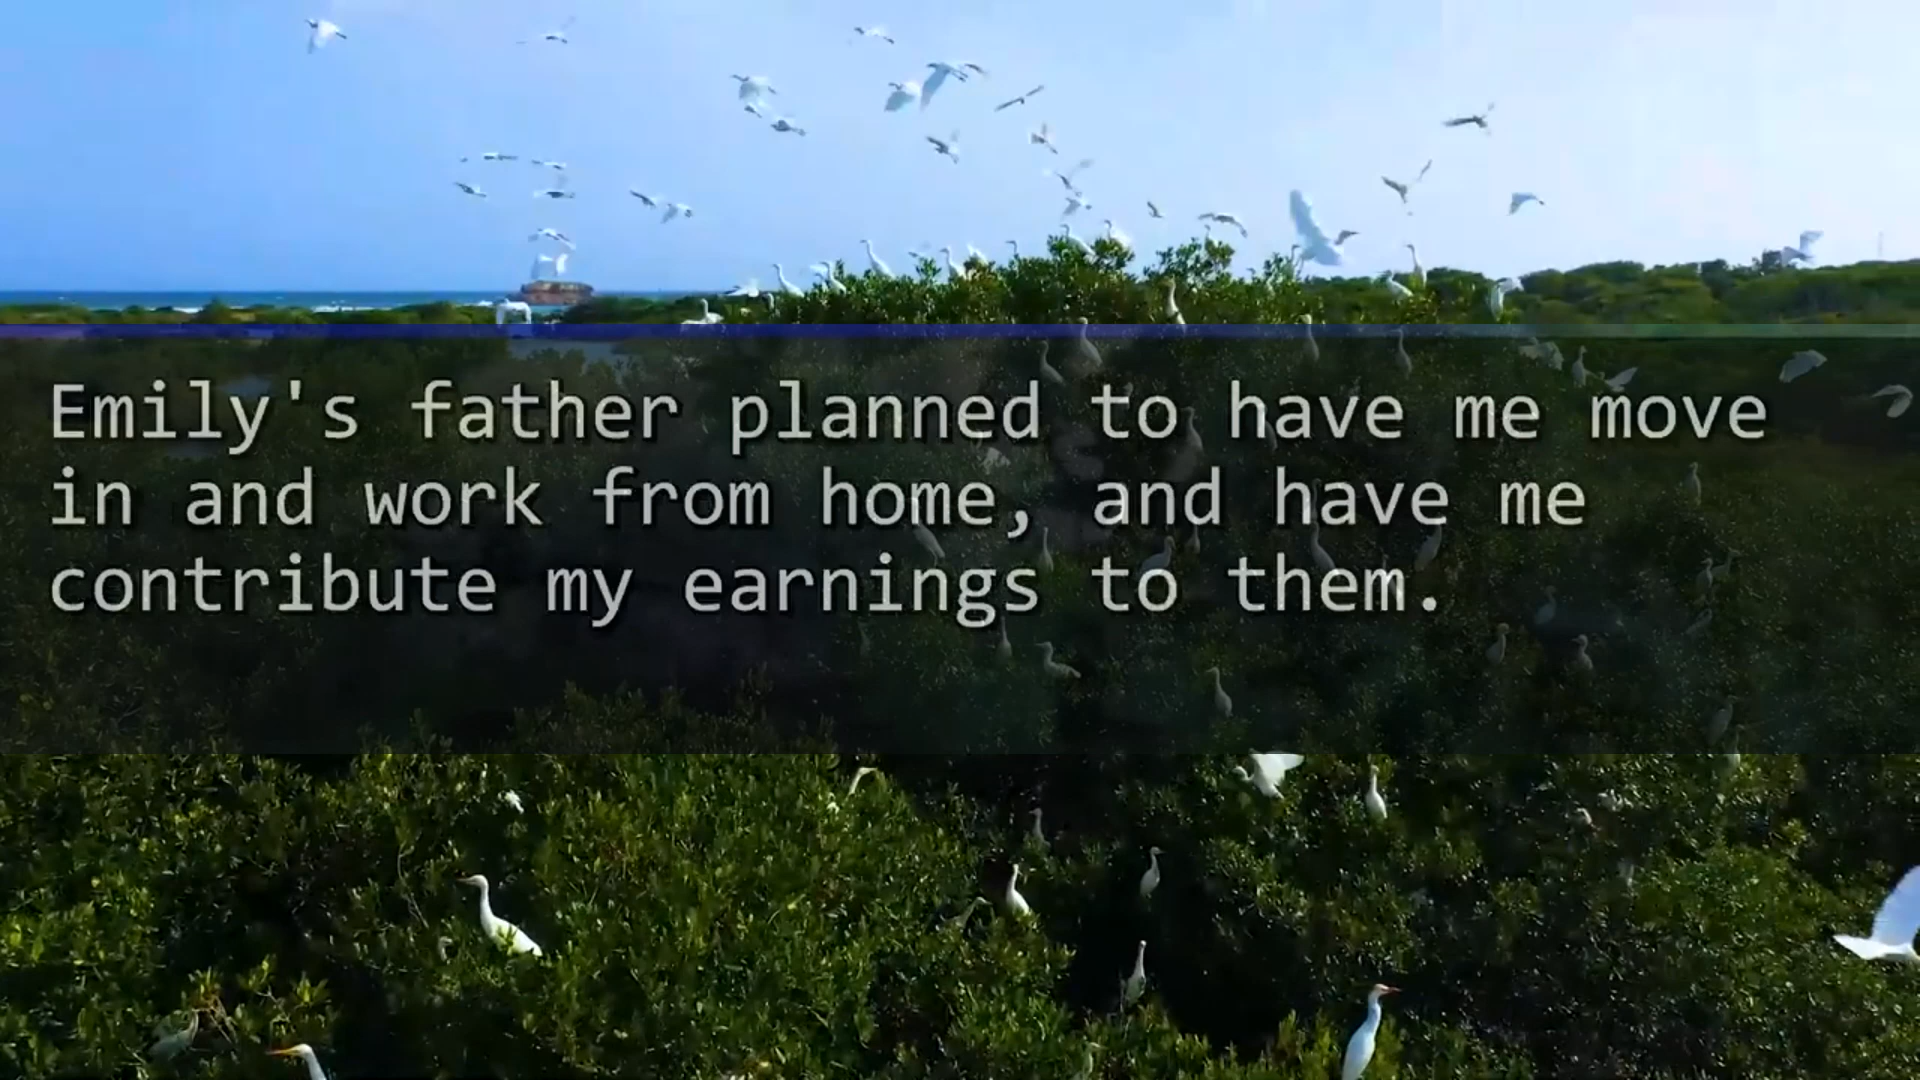 Emily's father planned to have me move
in and work from home, and have me
contribute my earnings to them.